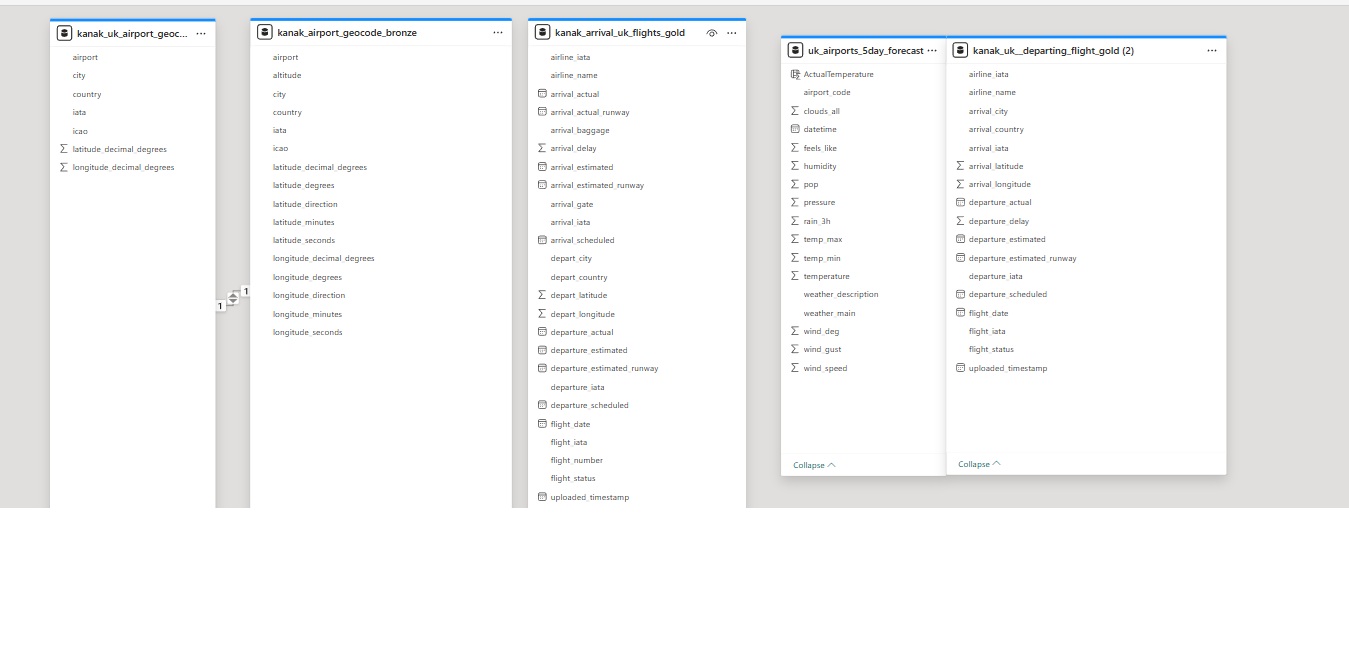 kanak_uk_airport_geoc...
airport
city
country
iata
icao
latitude_decimal_degrees
longitude_decimal_degrees
1
1
kanak_airport_geocode_bronze
airport
altitude
city
country
iata
icao
latitude_decimal_degrees
latitude_degrees
latitude_direction
latitude_minutes
latitude_seconds
longitude_decimal_degrees
longitude_degrees
longitude_direction
longitude_minutes
longitude_seconds
kanak_arrival_uk_flights_gold
airline_iata
airline_name
arrival_actual
arrival_actual_runway
arrival_baggage
arrival_delay
arrival_estimated
arrival_estimated_runway
arrival_gate
arrival_iata
arrival_scheduled
depart_city
depart_country
depart_latitude
depart_longitude
departure_actual
departure_estimated
departure_estimated_runway
departure_iata
departure_scheduled
flight_date
flight_iata
flight_number
flight_status
uploaded_timestamp
uk_airports_5day_forecast
ActualTemperature
airport_code
clouds_all
datetime
feels_like
humidity
pop
pressure
rain_3h
temp_max
temp_min
temperature
weather_description
weather_main
wind_deg
wind_gust
wind_speed
Collapse
kanak_uk__departing_flight_gold (2)
airline_iata
airline_name
arrival_city
arrival_country
arrival_iata
arrival_latitude
arrival_longitude
departure_actual
departure_delay
departure_estimated
departure_estimated_runway
departure_iata
departure_scheduled
flight_date
flight_iata
flight_status
uploaded_timestamp
Collapse